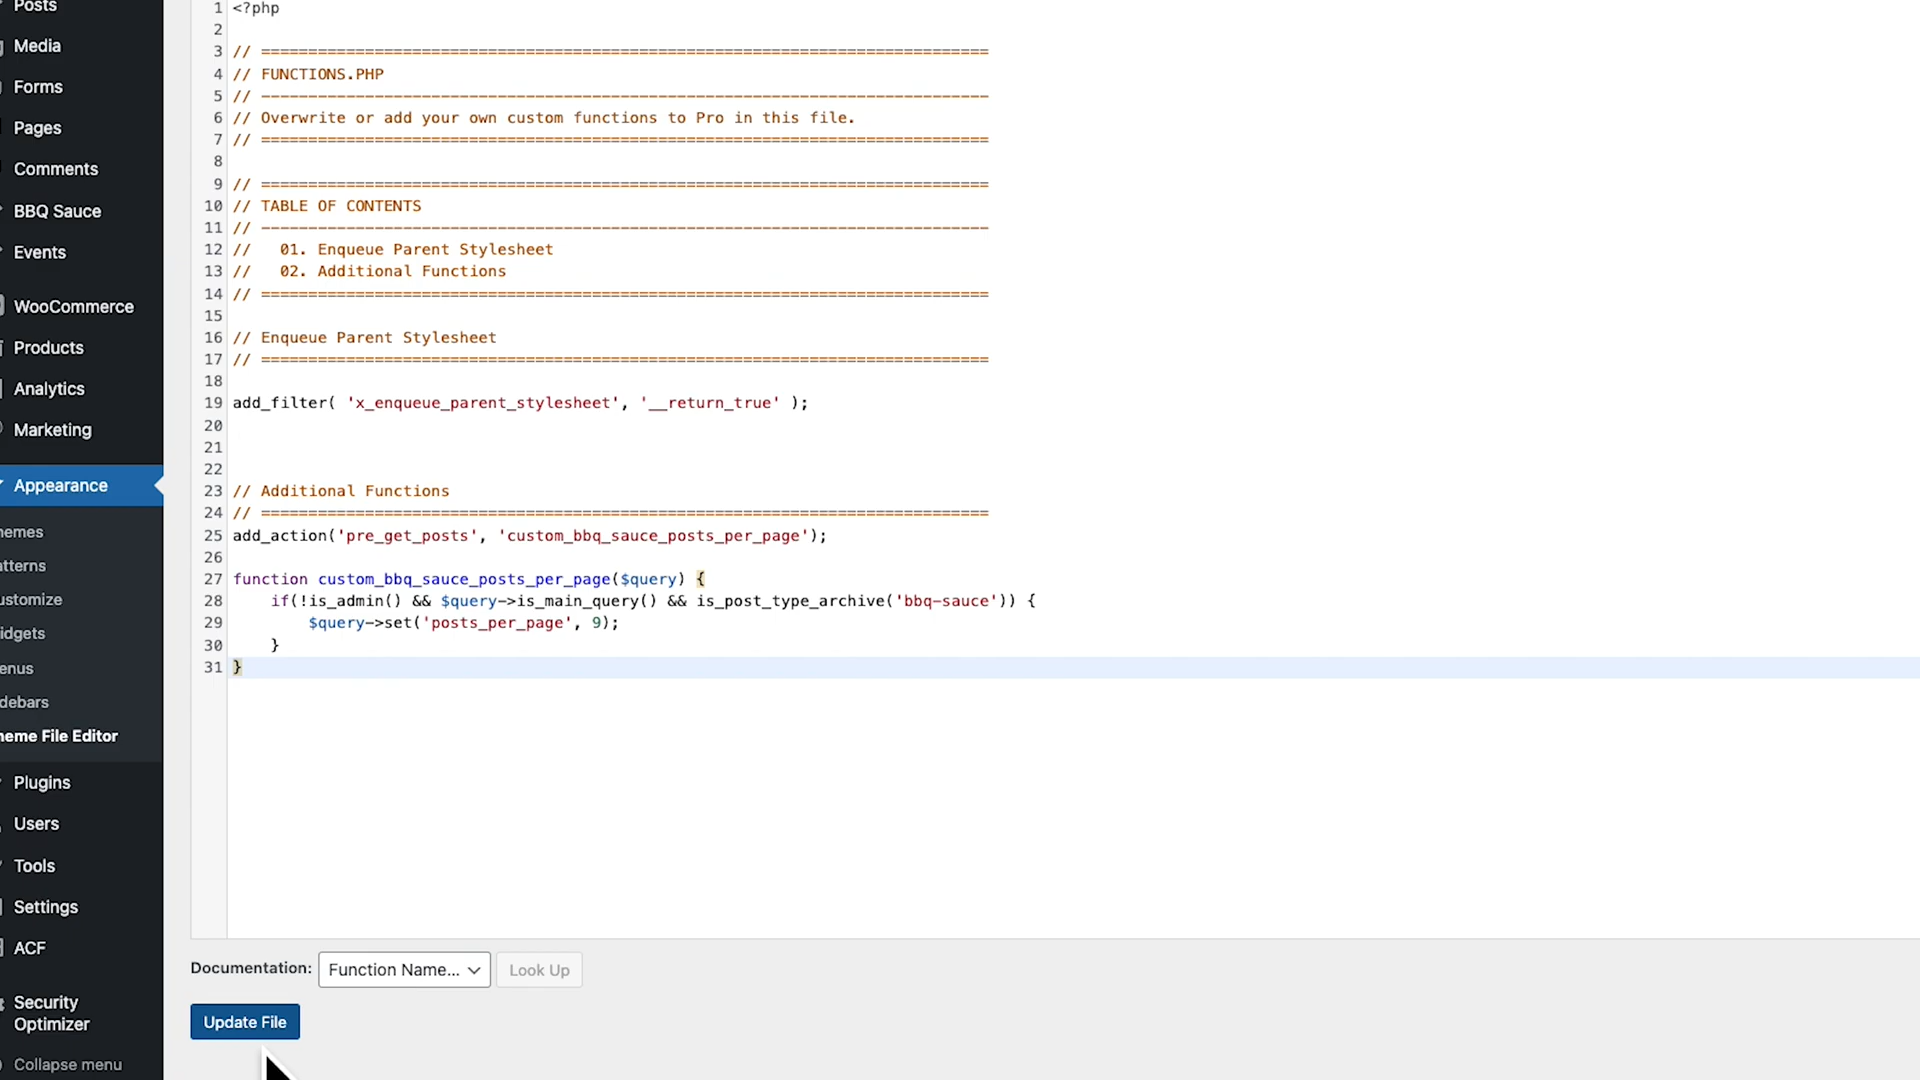 Posts
Media
Forms
Pages
Comments
BBQ Sauce
Events
WooCommerce
Products
Analytics
Marketing
Appearance
hemes
atterns
ustomize
idgets
enus
debars
heme File Editor
Plugins
Users
Tools
Settings
ACF
Security
Optimizer
Collapse menu
1 <?php
2
3 // =============================================================================
4 // FUNCTIONS.PHP
5 // -----------------------------------------------------------------------------
6 // Overwrite or add your own custom functions to Pro in this file.
7 // =============================================================================
8
9 // =============================================================================
10 // TABLE OF CONTENTS
11 // -----------------------------------------------------------------------------
12 //   01. Enqueue Parent Stylesheet
13 //   02. Additional Functions
14 // =============================================================================
15
16 // Enqueue Parent Stylesheet
17 // =============================================================================
18
19 add_filter( 'x_enqueue_parent_stylesheet', '__return_true' );
20
21
22
23 // Additional Functions
24 // =============================================================================
25 add_action('pre_get_posts', 'custom_bbq_sauce_posts_per_page');
26
27 function custom_bbq_sauce_posts_per_page($query) {
28     if(!is_admin() && $query->is_main_query() && is_post_type_archive('bbq-sauce')) {
29         $query->set('posts_per_page', 9);
30     }
31 }
Documentation: Function Name... Look Up
Update File